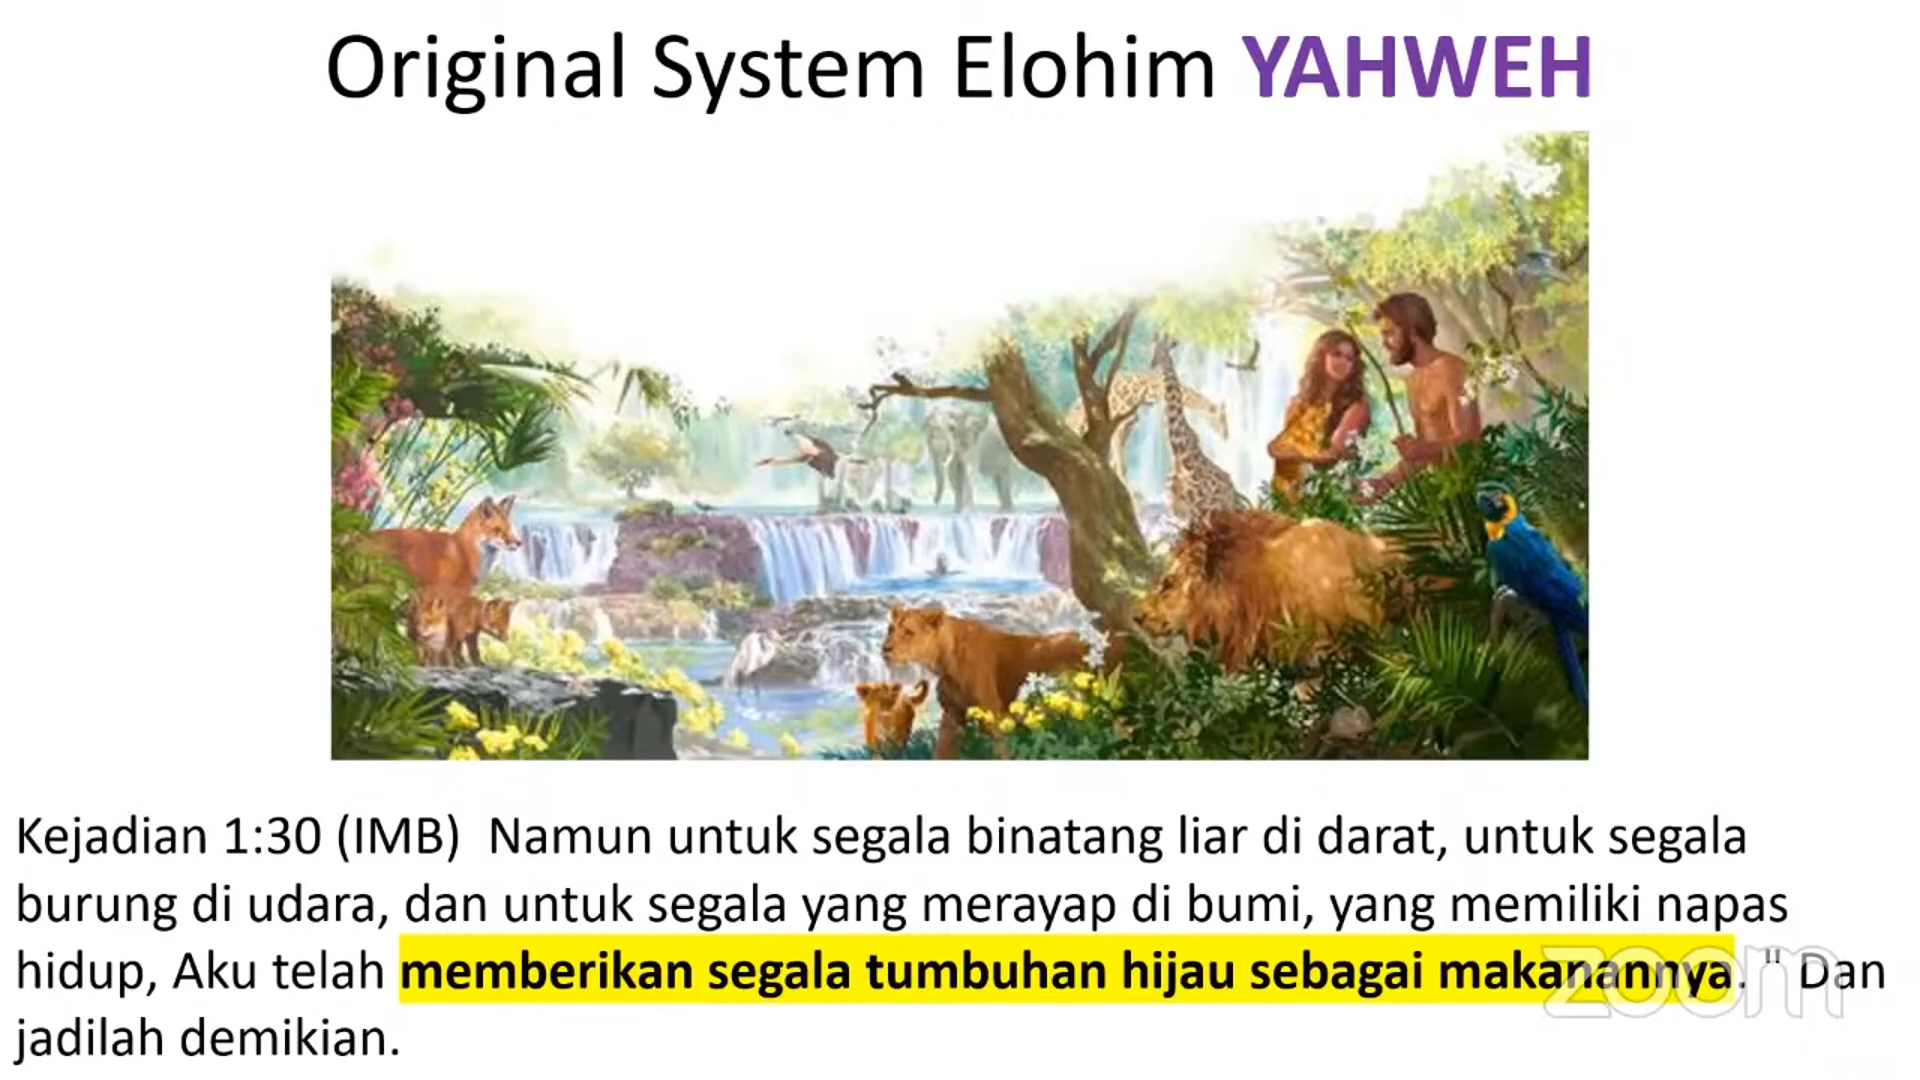 Original System Elohim YAHWEH
Kejadian 1:30 (IMB)  Namun untuk segala binatang liar di darat, untuk segala
burung di udara, dan untuk segala yang merayap di bumi, yang memiliki napas
hidup, Aku telah memberikan segala tumbuhan hijau sebagai makanannya. " Dan
jadilah demikian.
zoom